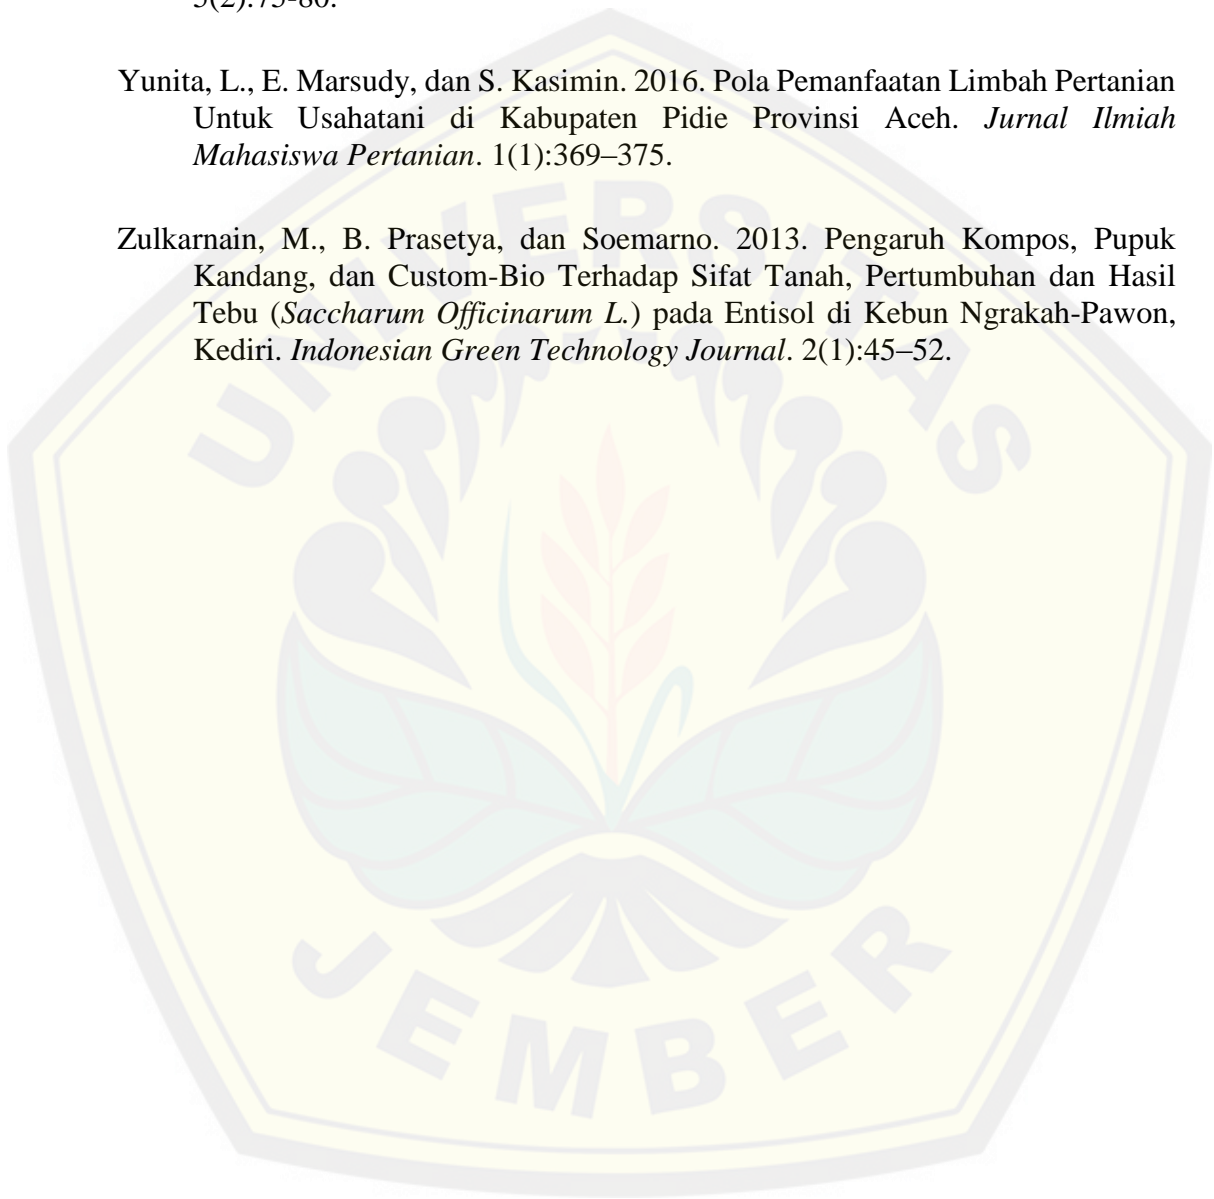 Yunita, L., E. Marsudy, dan S. Kasimin. 2016. Pola Pemanfaatan Limbah Pertanian
Untuk Usahatani di Kabupaten Pidie Provinsi Aceh. Jurnal Ilmiah
Mahasiswa Pertanian. 1(1):369–375.
Zulkarnain, M., B. Prasetya, dan Soemarno. 2013. Pengaruh Kompos, Pupuk
Kandang, dan Custom-Bio Terhadap Sifat Tanah, Pertumbuhan dan Hasil
Tebu (Saccharum Officinarum L.) pada Entisol di Kebun Ngrakah-Pawon,
Kediri. Indonesian Green Technology Journal. 2(1):45–52.
UNIVERSITAS
JEMBER